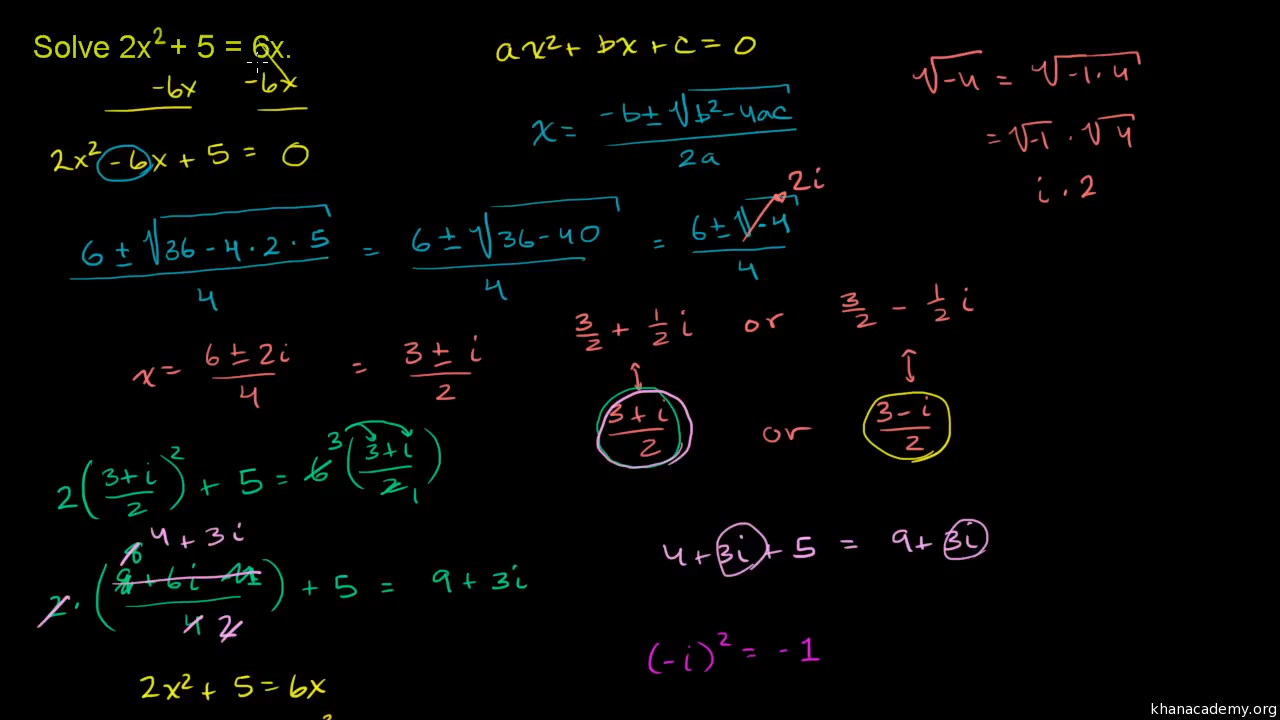 Solve 2x² + 5 = 6x.
-6x -6x
2x² - 6x + 5 = 0
ax² + bx + c = 0
x = (-b ± √(b² - 4ac)) / 2a
√-4 = √(-1 · 4)
= √-1 · √4
i · 2
(6 ± √(36 - 4 · 2 · 5)) / 4 = (6 ± √(36 - 40)) / 4 = (6 ± √-4) / 4
2i
x = (6 ± 2i) / 4 = (3 ± i) / 2
3/2 + 1/2 i or 3/2 - 1/2 i
(3 + i) / 2 or (3 - i) / 2
2((3 + i) / 2)² + 5 = 6 3 ((3 + i) / 2) 1
4 + 3i
8
2 · ((9 + 6i - 1) / 4 2) + 5 = 9 + 3i
4 + 3i + 5 = 9 + 3i
(-i)² = -1
2x² + 5 = 6x
khanacademy.org